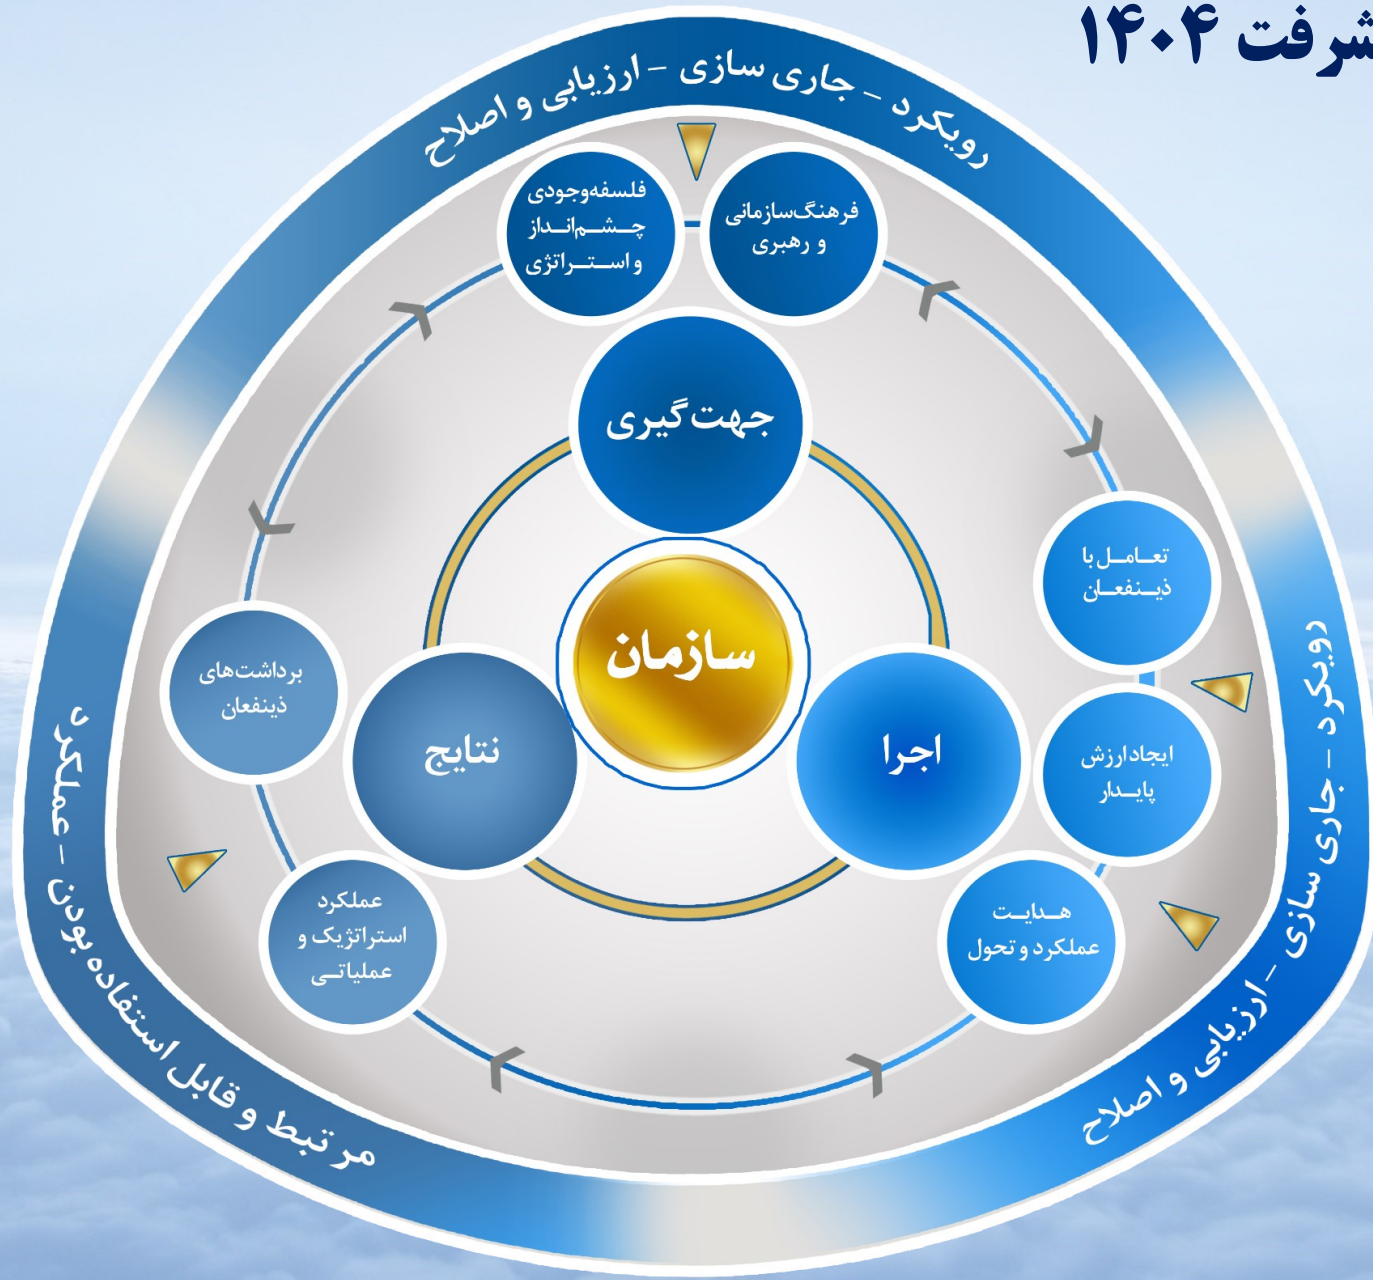 شرفت ۱۴۰۴
رویکرد - جاری سازی - ارزیابی و اصلاح
فرهنگ‌سازمانی
و رهبری
فلسفه‌وجودی
چشم‌انداز
و استراتژی
جهت‌گیری
تعامل با
ذینفعان
سازمان
ایجاد ارزش
پایدار
اجرا
نتایج
برداشت‌های
ذینفعان
هدایت
عملکرد و تحول
عملکرد
استراتژیک و
عملیاتی
رویکرد - جاری سازی - ارزیابی و اصلاح
مرتبط و قابل استفاده بودن - عملکرد